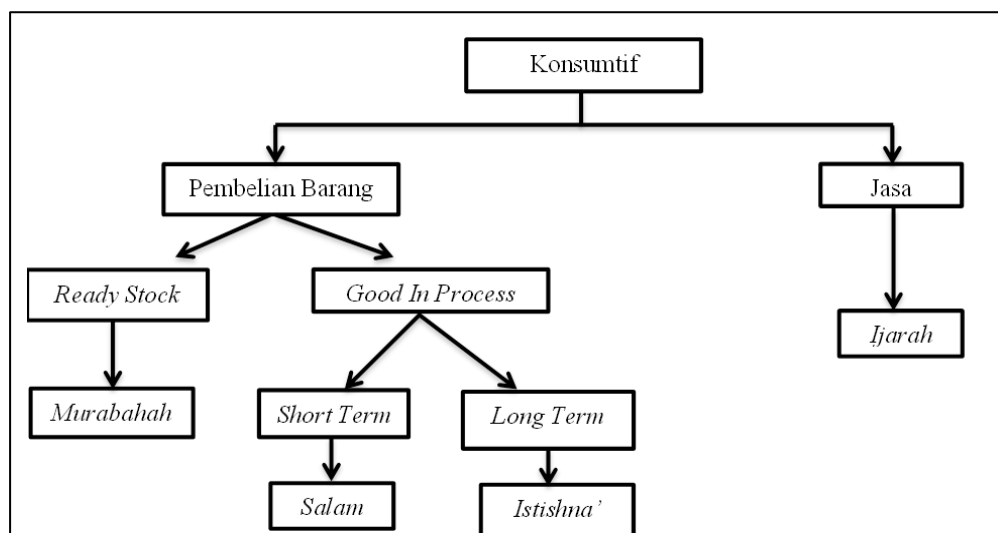 Konsumtif
Pembelian Barang
Jasa
Ready Stock
Good In Process
Ijarah
Murabahah
Short Term
Long Term
Salam
Istishna’